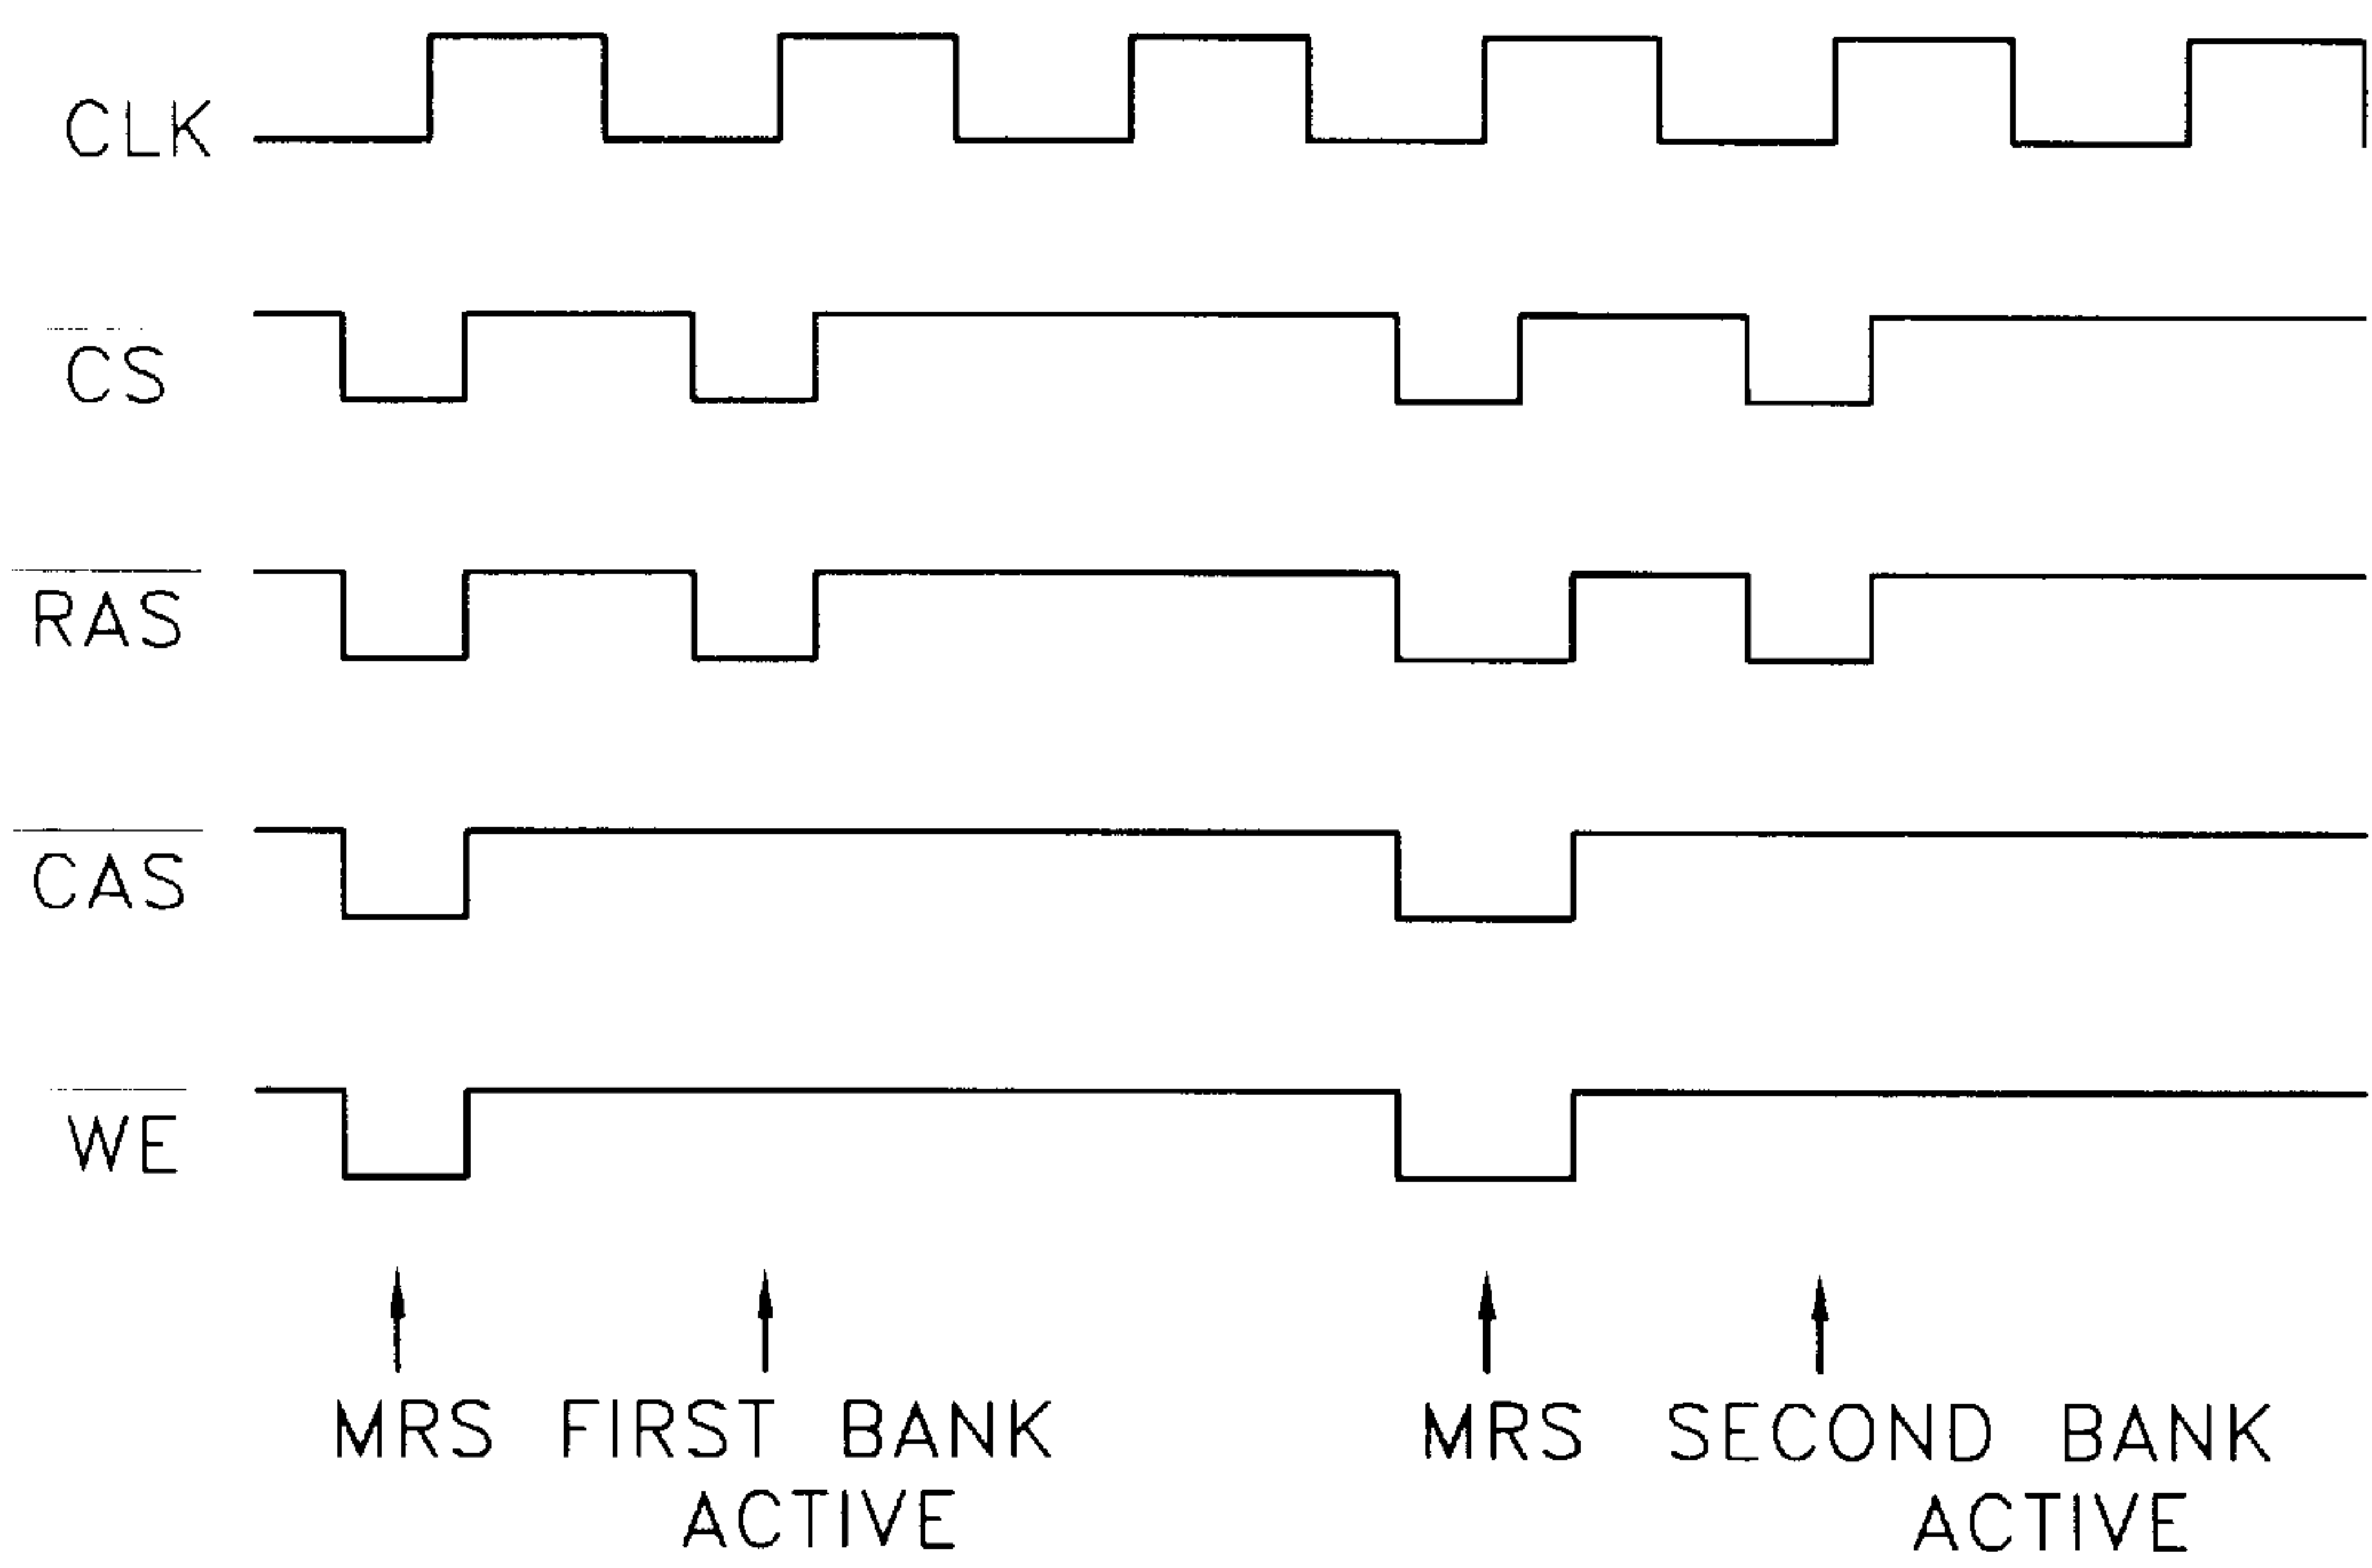 CLK
CS
RAS
CAS
WE
MRS FIRST BANK ACTIVE
MRS SECOND BANK ACTIVE